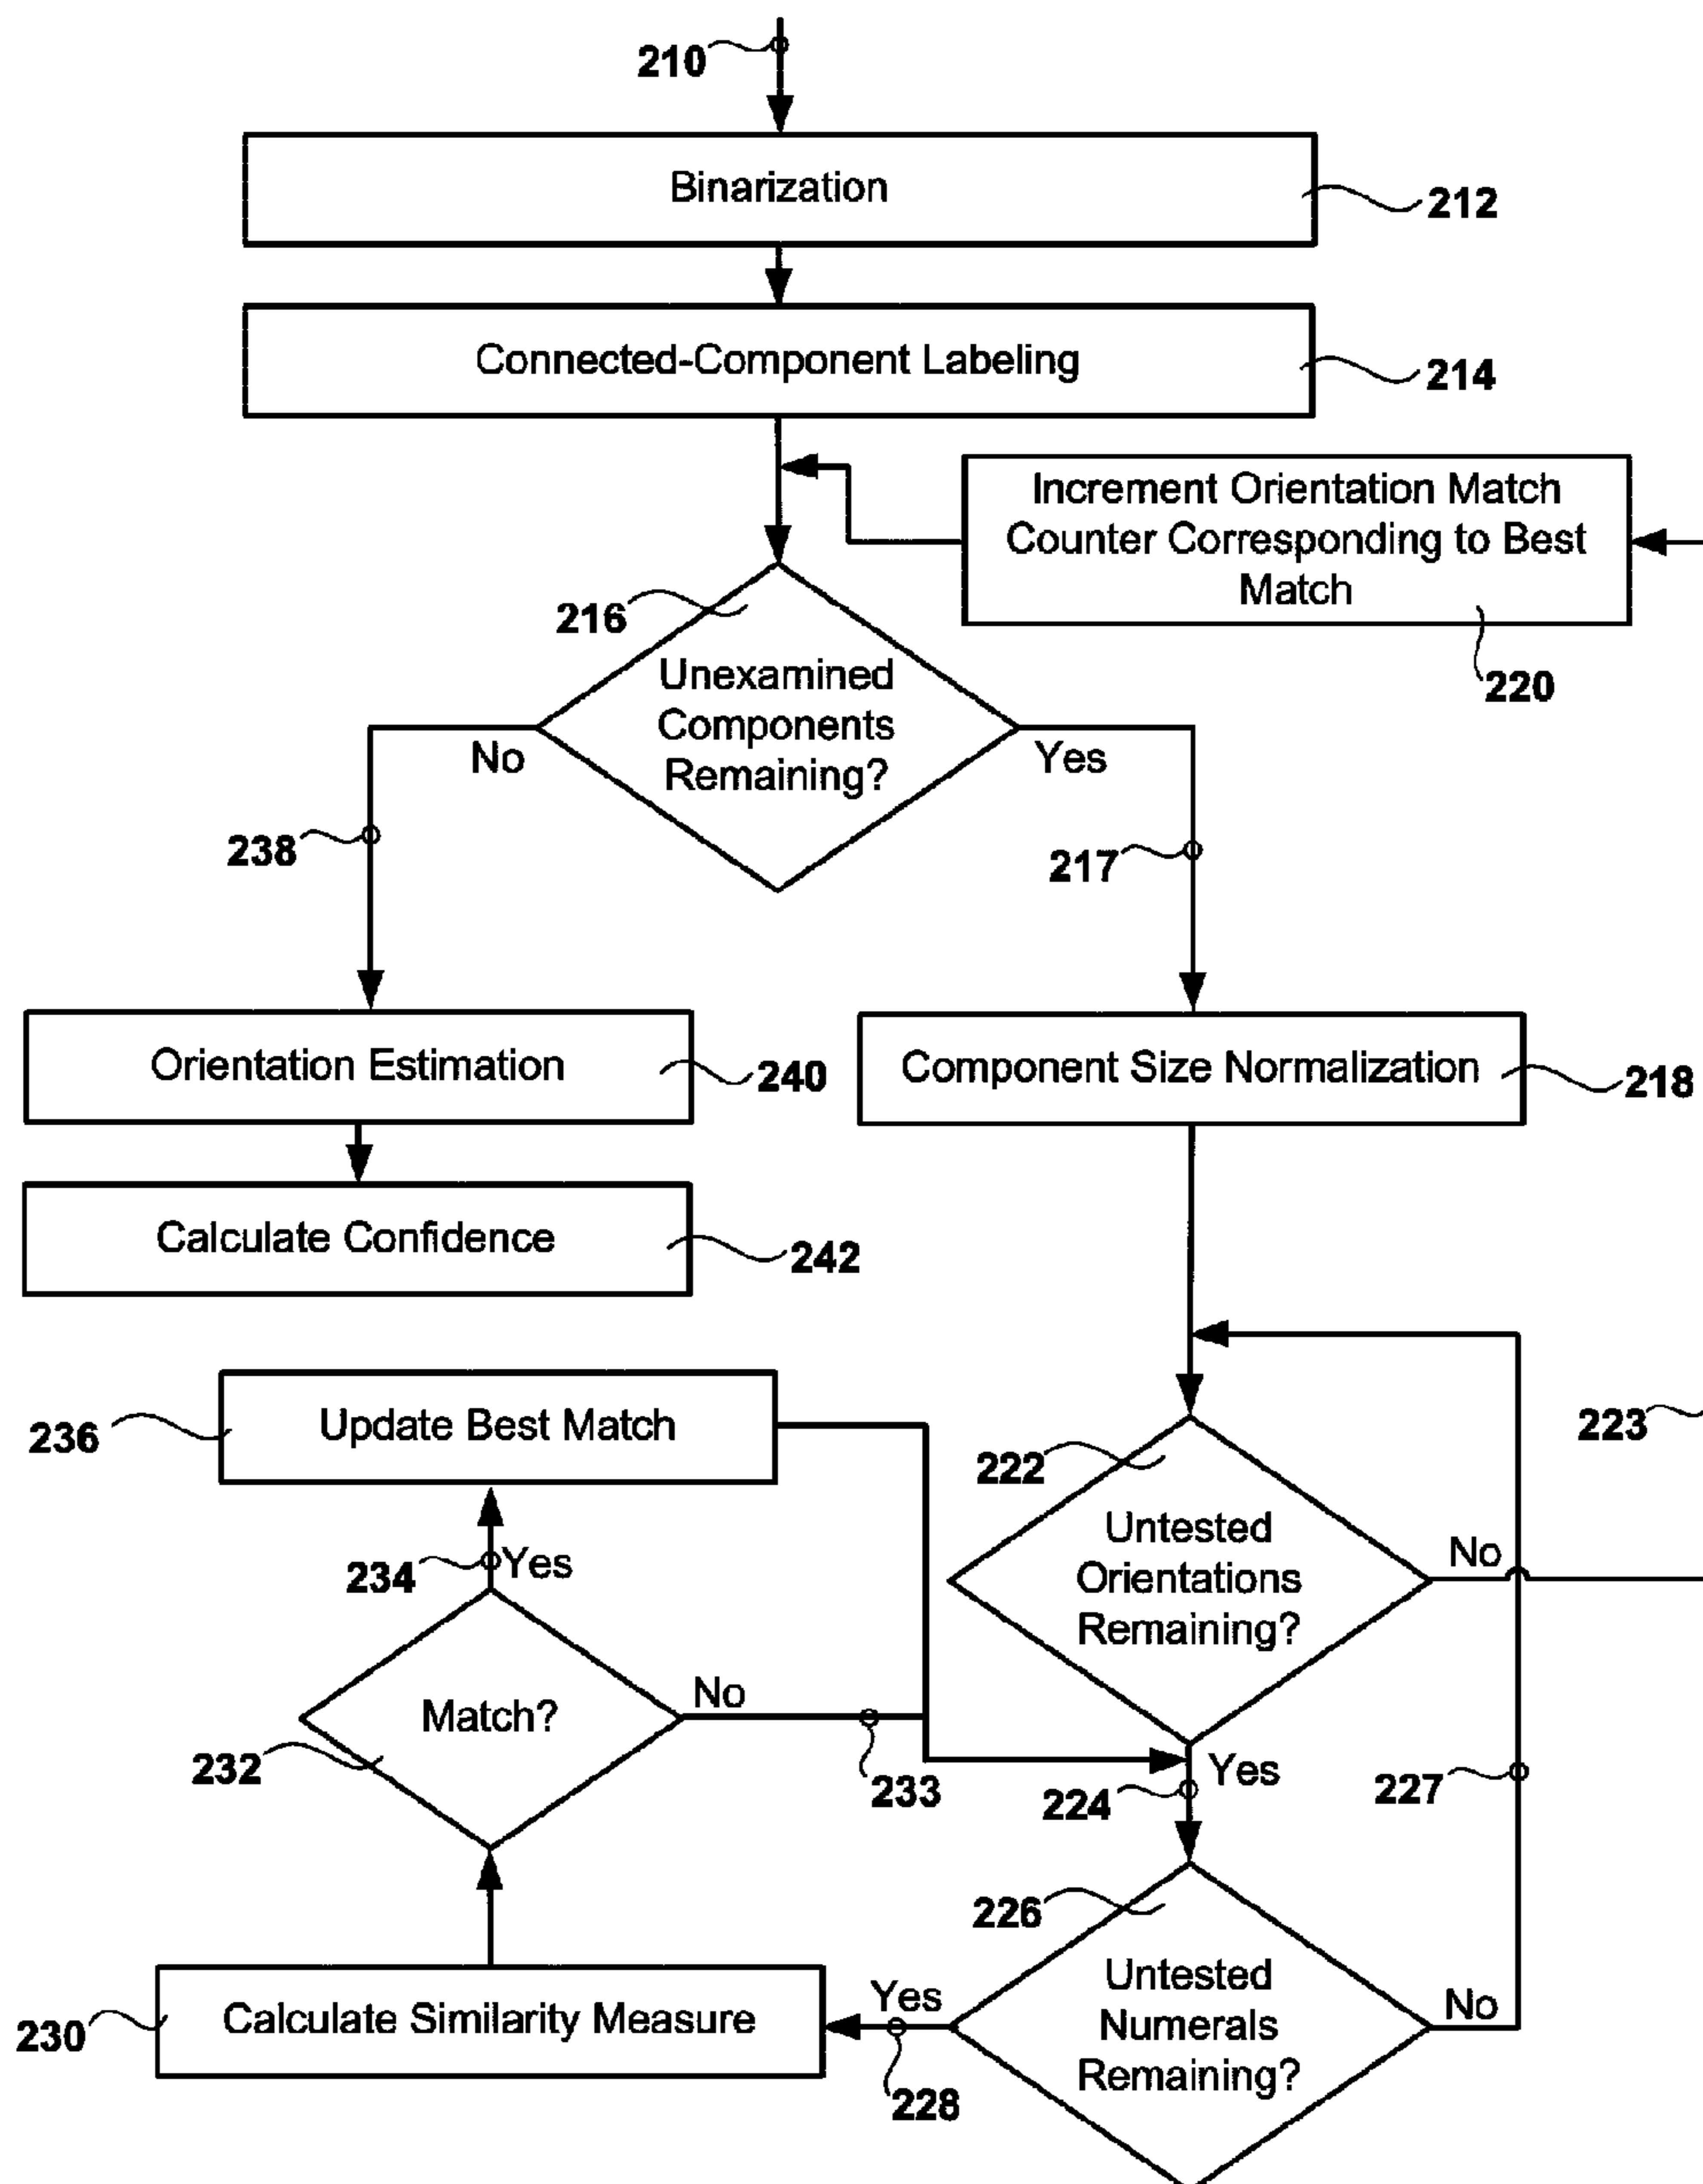 210
Binarization
212
Connected-Component Labeling
214
Increment Orientation Match
Counter Corresponding to Best
Match
220
216
Unexamined
Components
Remaining?
No
Yes
238
217
Orientation Estimation
240
Component Size Normalization
218
Calculate Confidence
242
236
Update Best Match
223
222
Untested
Orientations
Remaining?
No
234
Yes
Match?
No
232
233
Yes
224
227
226
Untested
Numerals
Remaining?
No
Yes
Calculate Similarity Measure
230
228